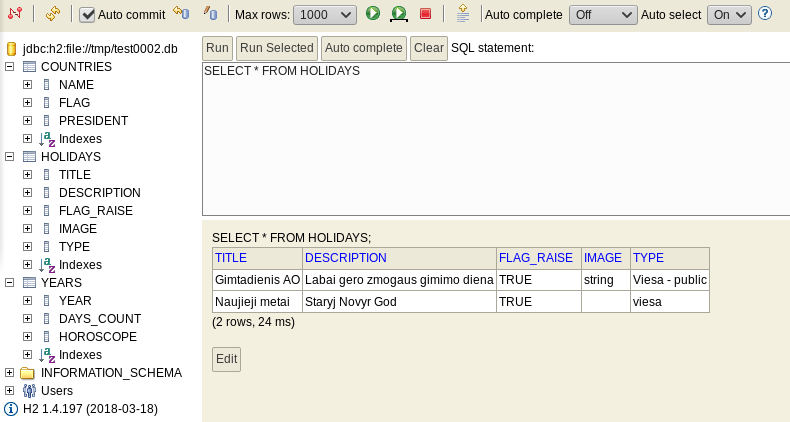 Auto commit Max rows: 1000 Auto complete Off Auto select On
jdbc:h2:file://tmp/test0002.db
COUNTRIES
NAME
FLAG
PRESIDENT
Indexes
HOLIDAYS
TITLE
DESCRIPTION
FLAG_RAISE
IMAGE
TYPE
Indexes
YEARS
YEAR
DAYS_COUNT
HOROSCOPE
Indexes
INFORMATION_SCHEMA
Users
H2 1.4.197 (2018-03-18)
Run Run Selected Auto complete Clear SQL statement:
SELECT * FROM HOLIDAYS
SELECT * FROM HOLIDAYS;
TITLE DESCRIPTION FLAG_RAISE IMAGE TYPE
Gimtadienis AO Labai gero zmogaus gimimo diena TRUE string Viesa - public
Naujieji metai Staryj Novyr God TRUE viesa
(2 rows, 24 ms)
Edit